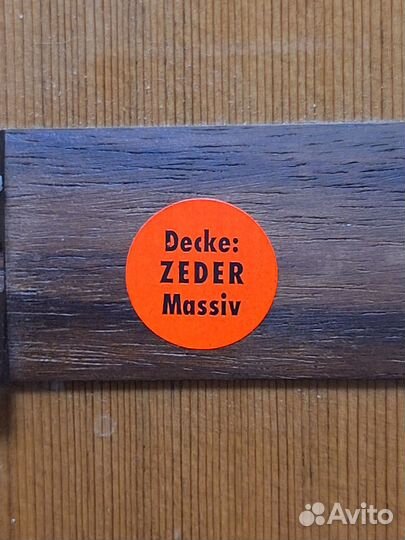 Decke:
ZEDER
Massiv
Avito